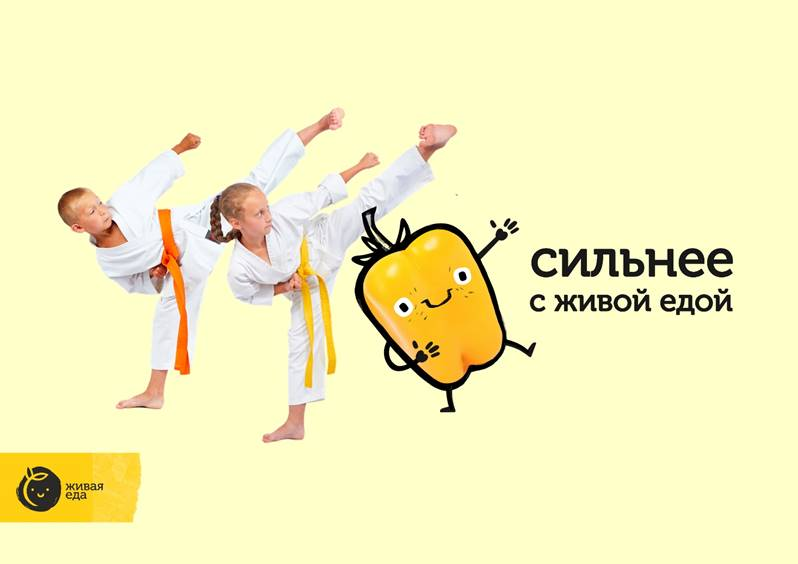 сильнее
с живой едой
живая
еда